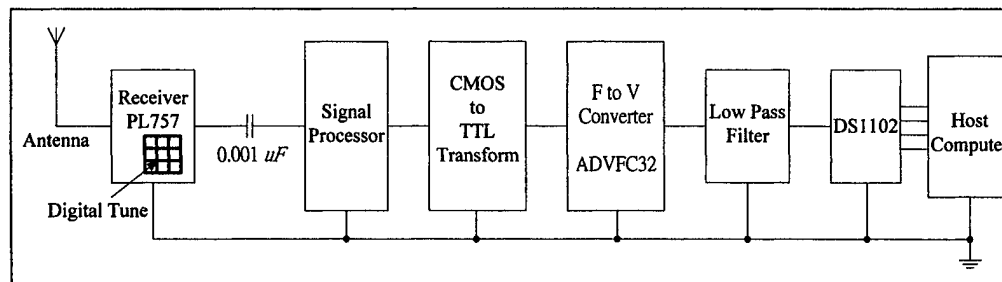 Antenna
Receiver
PL757
Digital Tune
0.001 uF
Signal
Processor
CMOS
to
TTL
Transform
F to V
Converter
ADVFC32
Low Pass
Filter
DS1102
Host
Computer